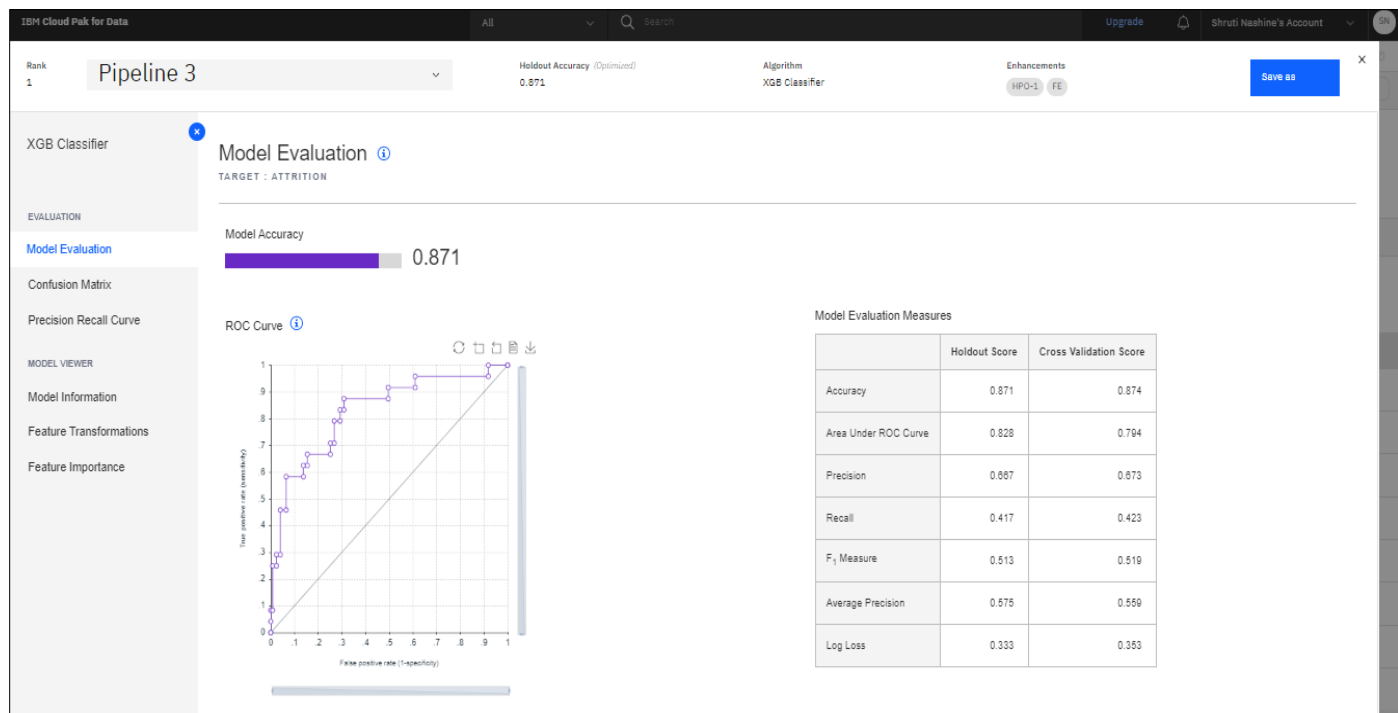 IBM Cloud Pak for Data
All
Search
Upgrade
Shruti Nashine's Account
SN
Rank
1
Pipeline 3
Holdout Accuracy (Optimized)
0.871
Algorithm
XGB Classifier
Enhancements
HPO-1 FE
Save as
X
XGB Classifier
x
EVALUATION
Model Evaluation
Confusion Matrix
Precision Recall Curve
MODEL VIEWER
Model Information
Feature Transformations
Feature Importance
Model Evaluation i
TARGET : ATTRITION
Model Accuracy
0.871
ROC Curve i
True positive rate (sensitivity)
1
.9
.8
.7
.6
.5
.4
.3
.2
.1
0
0 .1 .2 .3 .4 .5 .6 .7 .8 .9 1
False positive rate (1-specificity)
Model Evaluation Measures
Holdout Score Cross Validation Score
Accuracy 0.871 0.874
Area Under ROC Curve 0.828 0.794
Precision 0.667 0.673
Recall 0.417 0.423
F1 Measure 0.513 0.519
Average Precision 0.575 0.559
Log Loss 0.333 0.353